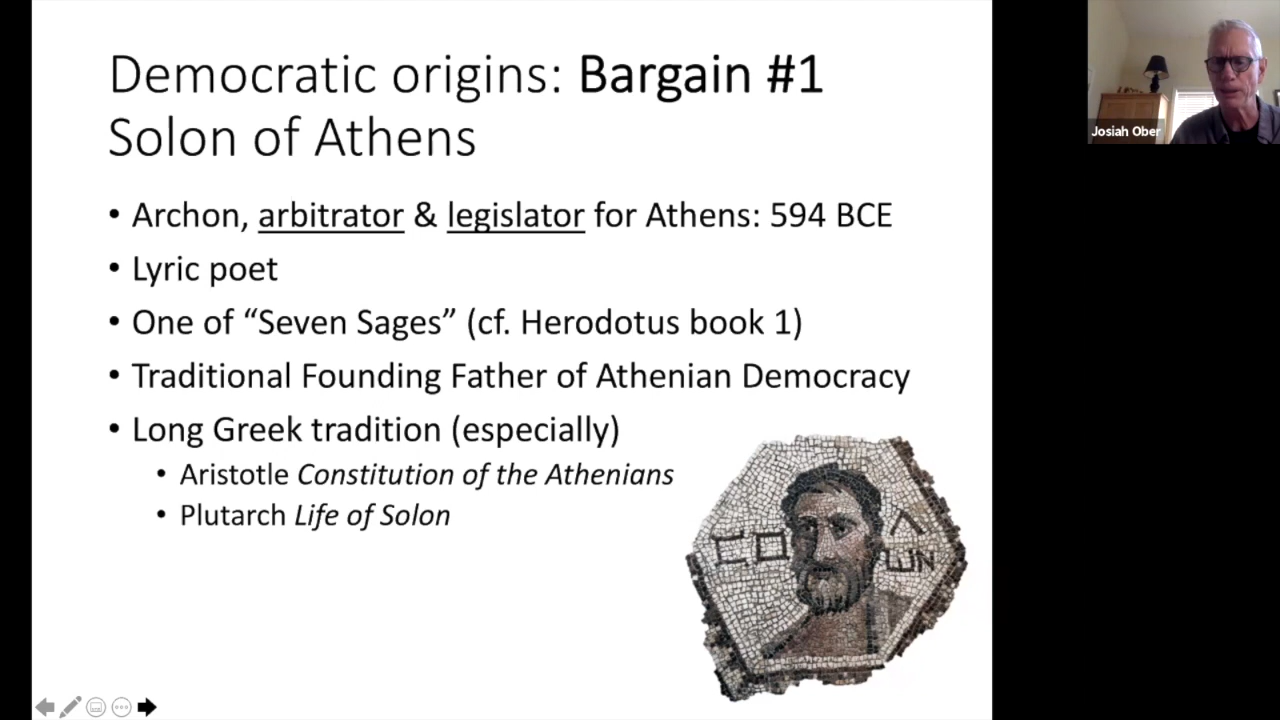 Democratic origins: Bargain #1
Solon of Athens
• Archon, arbitrator & legislator for Athens: 594 BCE
• Lyric poet
• One of “Seven Sages” (cf. Herodotus book 1)
• Traditional Founding Father of Athenian Democracy
• Long Greek tradition (especially)
• Aristotle Constitution of the Athenians
• Plutarch Life of Solon
CO Λ
ΩN
Josiah Ober